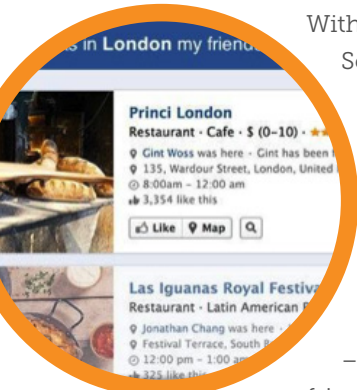 With
in London my friend
Princi London
Restaurant · Cafe · $ (0–10) · ★★
Gint Woss was here · Gint has been
135, Wardour Street, London, United
8:00am – 12:00 am
3,354 like this
Like Map
Las Iguanas Royal Festiva
Restaurant · Latin American
Jonathan Chang was here ·
Festival Terrace, South
12:00 pm – 1:00 am
325 like this
–